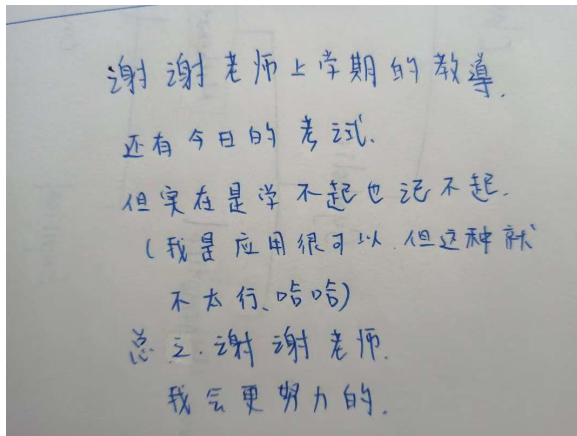 谢谢老师上学期的教導.
还有今日的考试.
但实在是学不起也记不起.
(我是应用很可以.但这种就
不太行、哈哈)
总之.谢谢老师.
我会更努力的.